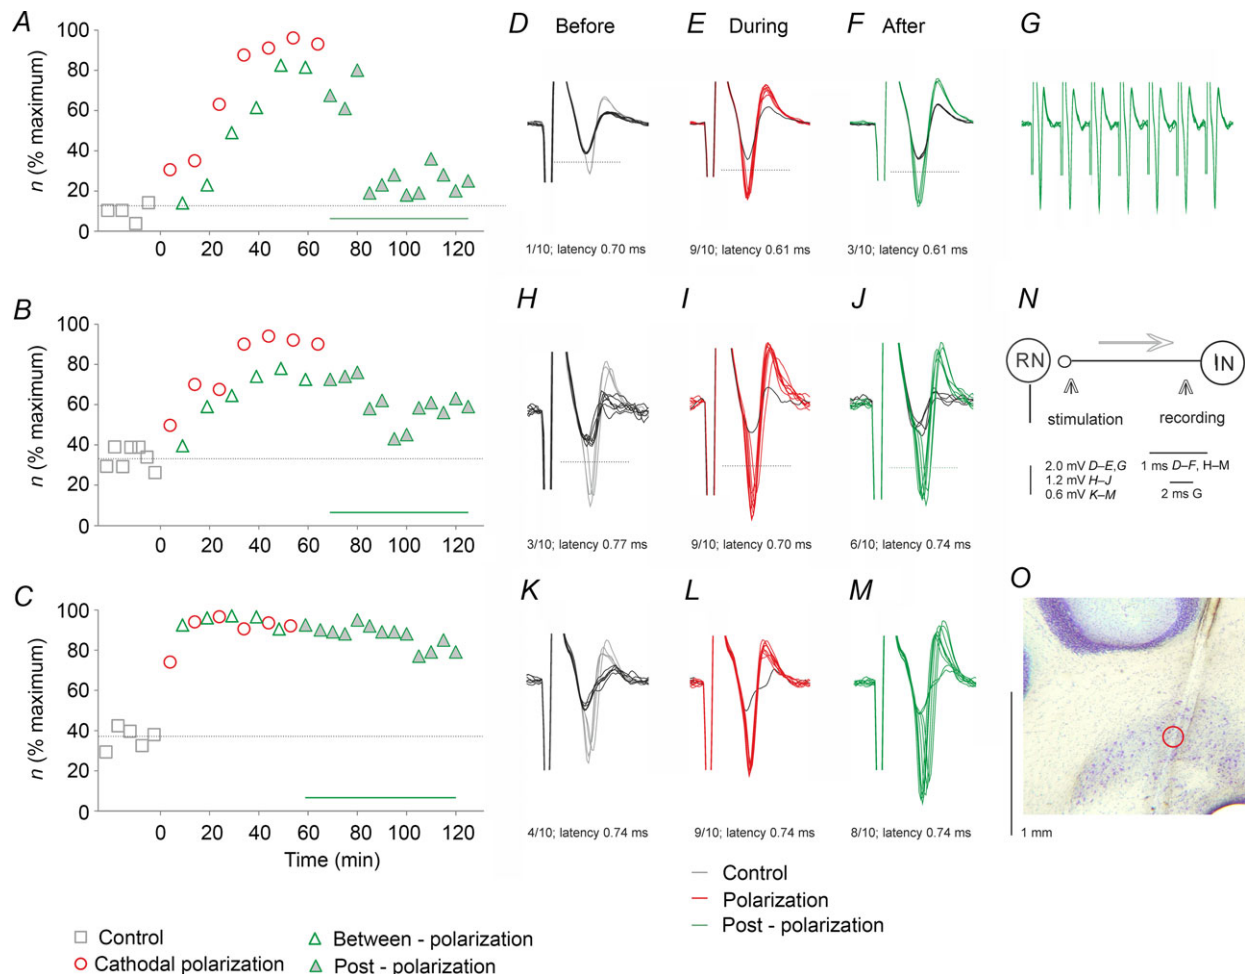 A
n (% maximum)
100
80
60
40
20
0
0 20 40 60 80 100 120
D Before
1/10; latency 0.70 ms
E During
9/10; latency 0.61 ms
F After
3/10; latency 0.61 ms
G
B
n (% maximum)
100
80
60
40
20
0
0 20 40 60 80 100 120
H
3/10; latency 0.77 ms
I
9/10; latency 0.70 ms
J
6/10; latency 0.74 ms
N
RN
IN
stimulation recording
2.0 mV D–E,G
1.2 mV H–J
0.6 mV K–M
1 ms D–F, H–M
2 ms G
C
n (% maximum)
100
80
60
40
20
0
0 20 40 60 80 100 120
Time (min)
K
4/10; latency 0.74 ms
L
9/10; latency 0.74 ms
M
8/10; latency 0.74 ms
O
1 mm
Control
Polarization
Post - polarization
Control
Cathodal polarization
Between - polarization
Post - polarization